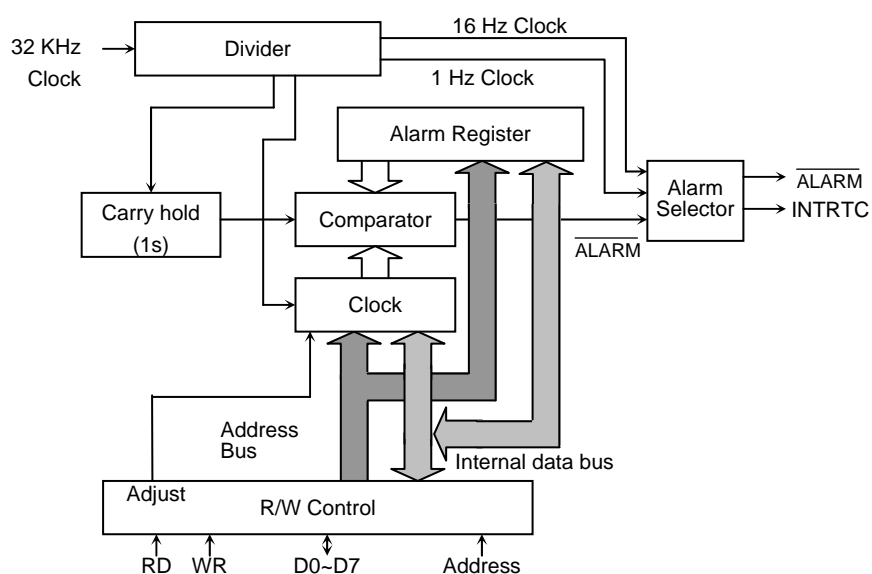 16 Hz Clock
32 KHz
Clock
Divider
1 Hz Clock
Alarm Register
Carry hold
(1s)
Comparator
Alarm
Selector
ALARM
INTRTC
ALARM
Clock
Address
Bus
Internal data bus
Adjust
R/W Control
RD WR D0~D7 Address